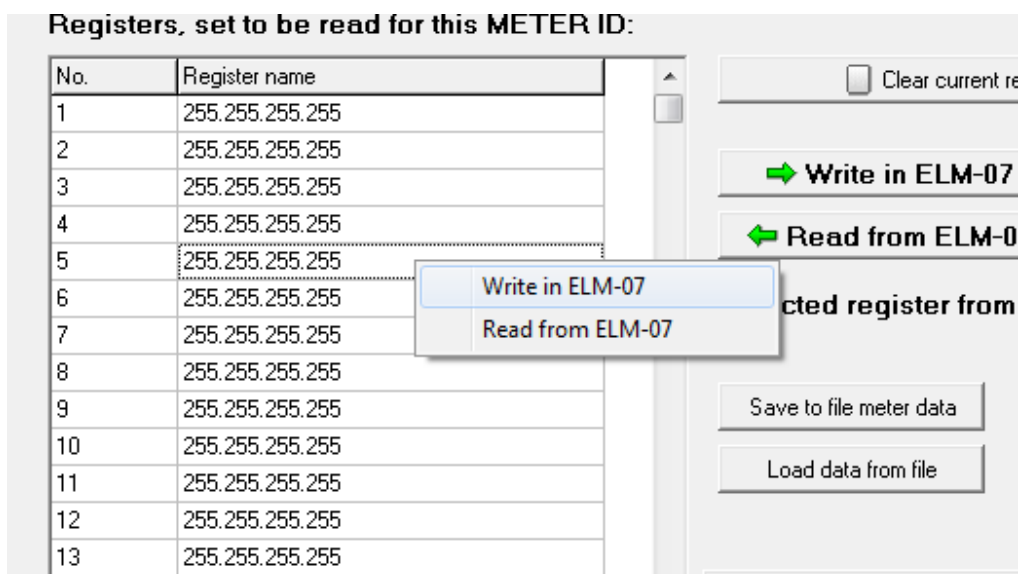 Registers, set to be read for this METER ID:
No. Register name
1 255.255.255.255
2 255.255.255.255
3 255.255.255.255
4 255.255.255.255
5 255.255.255.255
6 255.255.255.255
7 255.255.255.255
8 255.255.255.255
9 255.255.255.255
10 255.255.255.255
11 255.255.255.255
12 255.255.255.255
13 255.255.255.255
Write in ELM-07
Read from ELM-07
Clear current re
Write in ELM-07
Read from ELM-0
cted register from
Save to file meter data
Load data from file